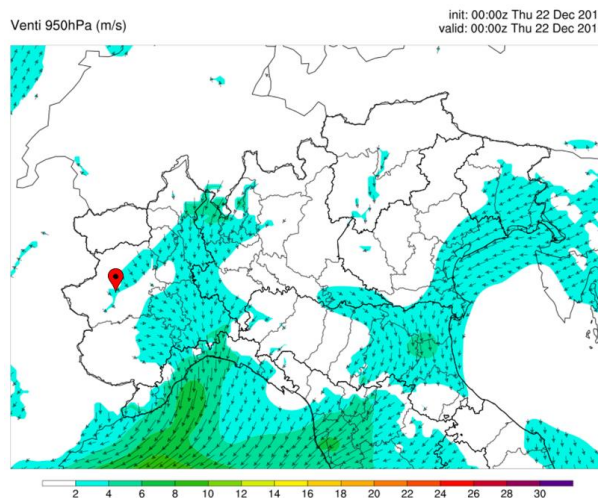 Venti 950hPa (m/s)
init: 00:00z Thu 22 Dec 201
valid: 00:00z Thu 22 Dec 201
2 4 6 8 10 12 14 16 18 20 22 24 26 28 30